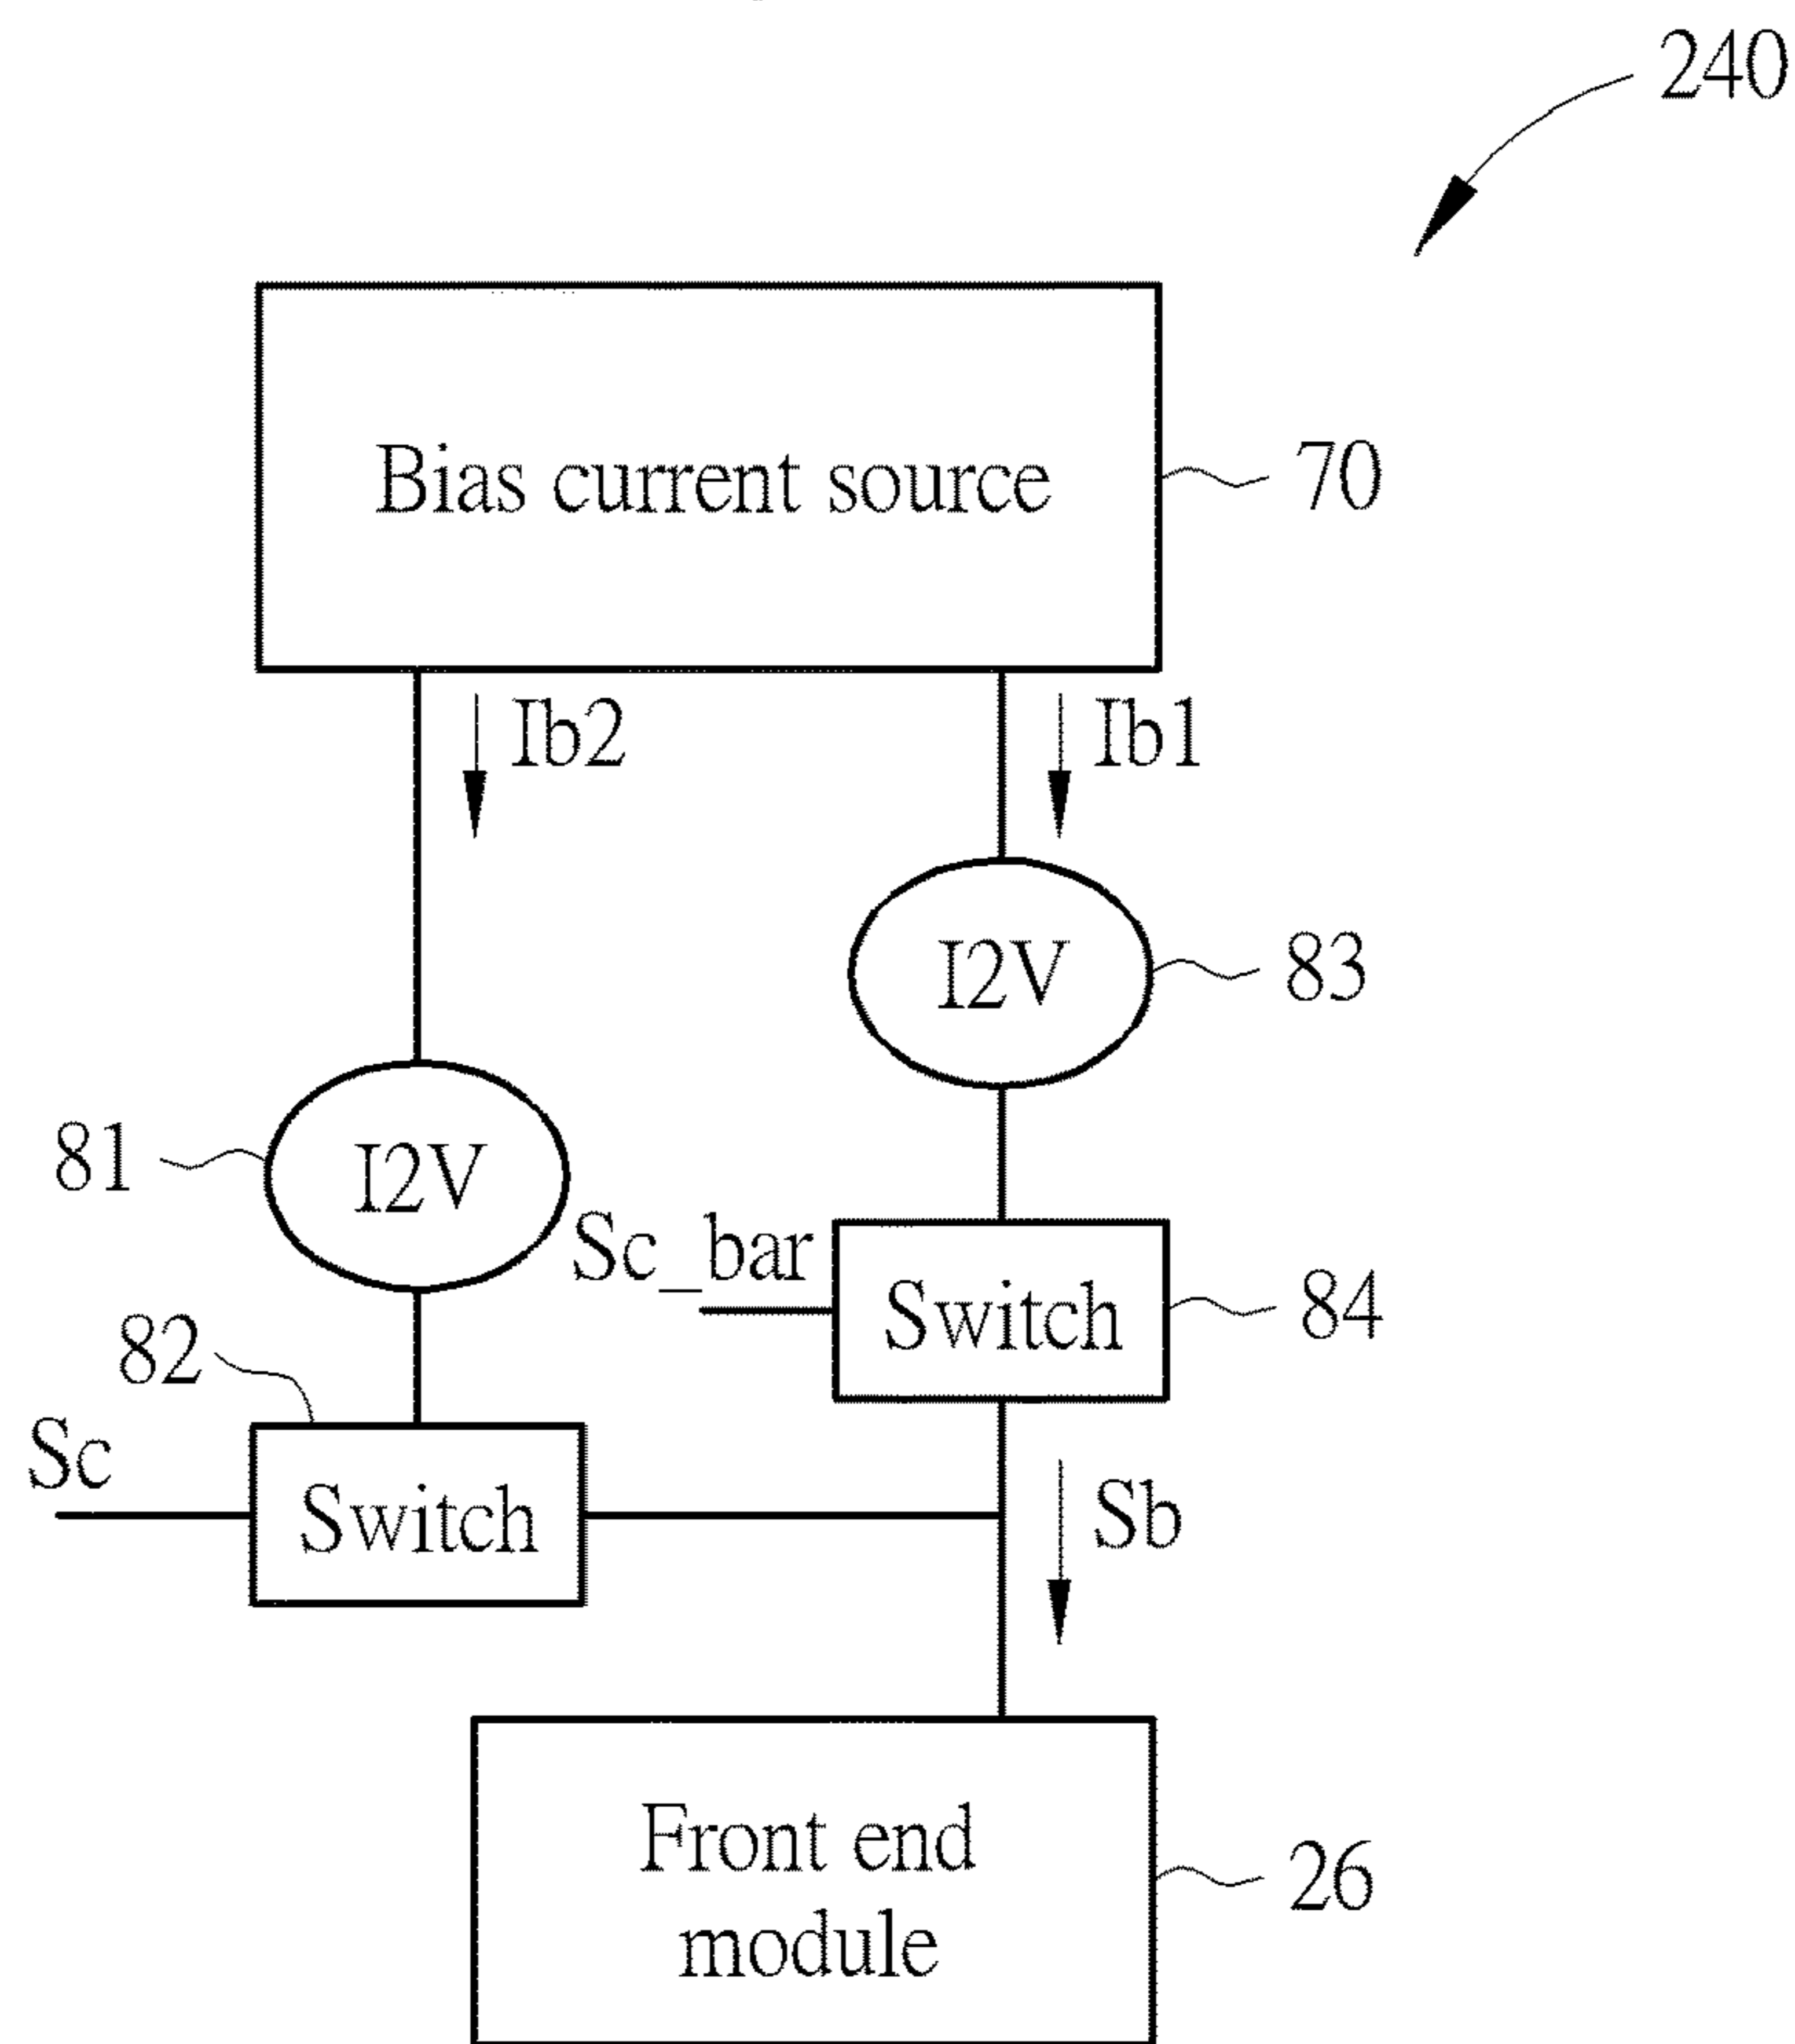 240
Bias current source
70
Ib2
Ib1
I2V
83
81
I2V
Sc_bar
Switch
84
82
Sc
Switch
Sb
Front end
module
26